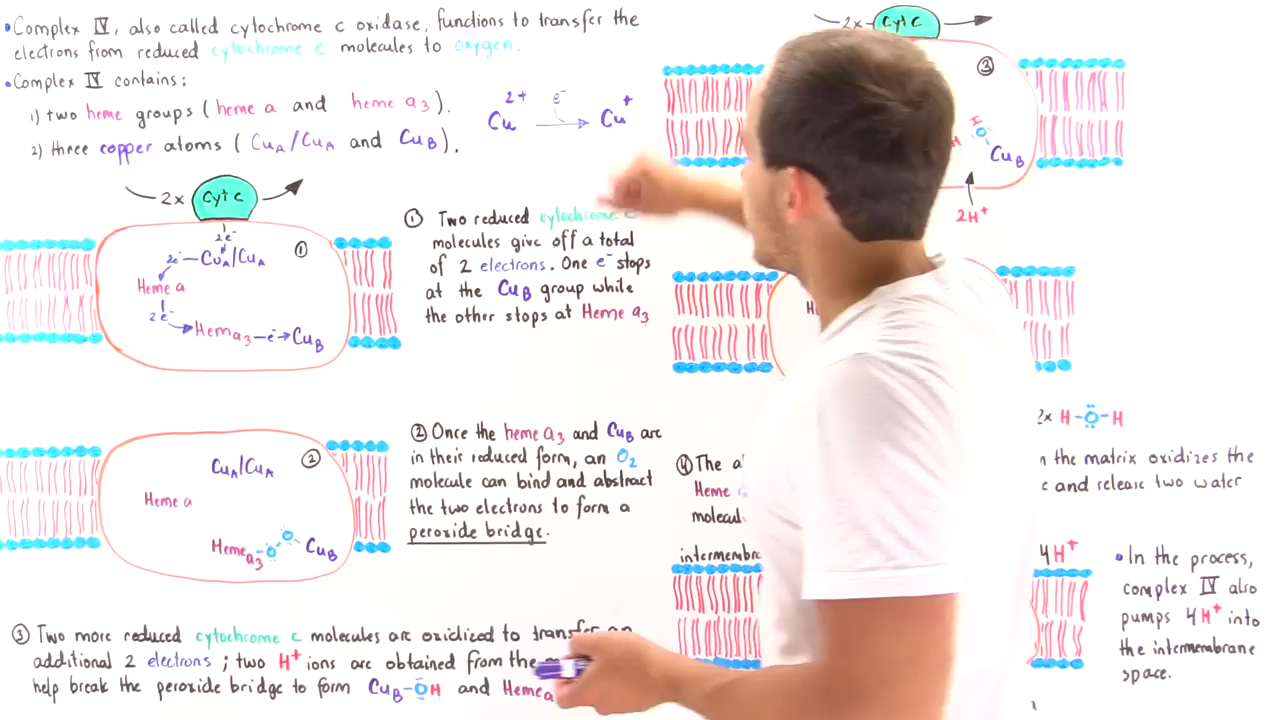 •Complex IV, also called cytochrome c oxidase, functions to transfer the
electrons from reduced cytochrome c molecules to oxygen.
•Complex IV contains:
1) two heme groups (heme a and heme a3).
2) three copper atoms (CuA/CuA and CuB).
Cu2+ e- Cu+
2x Cyt C
2e-
2e- CuA/CuA
①
Heme a
2e-
Heme a3 e- CuB
① Two reduced cytochrome c
molecules give off a total
of 2 electrons. One e- stops
at the CuB group while
the other stops at Heme a3
CuA/CuA
②
Heme a
Heme a3 - O O CuB
② Once the heme a3 and CuB are
in their reduced form, an O2
molecule can bind and abstract
the two electrons to form a
peroxide bridge.
③ Two more reduced cytochrome c molecules are oxidized to transfer an
additional 2 electrons; two H+ ions are obtained from the
help break the peroxide bridge to form CuB-OH and Heme a
2x Cyt C
③
H
O
H
CuB
2H+
H
2x H-O-H
④ The
n the matrix oxidizes the
Heme
c and release two water
molecul
intermembr
4H+
•In the process,
complex IV also
pumps 4H+ into
the intermembrane
space.